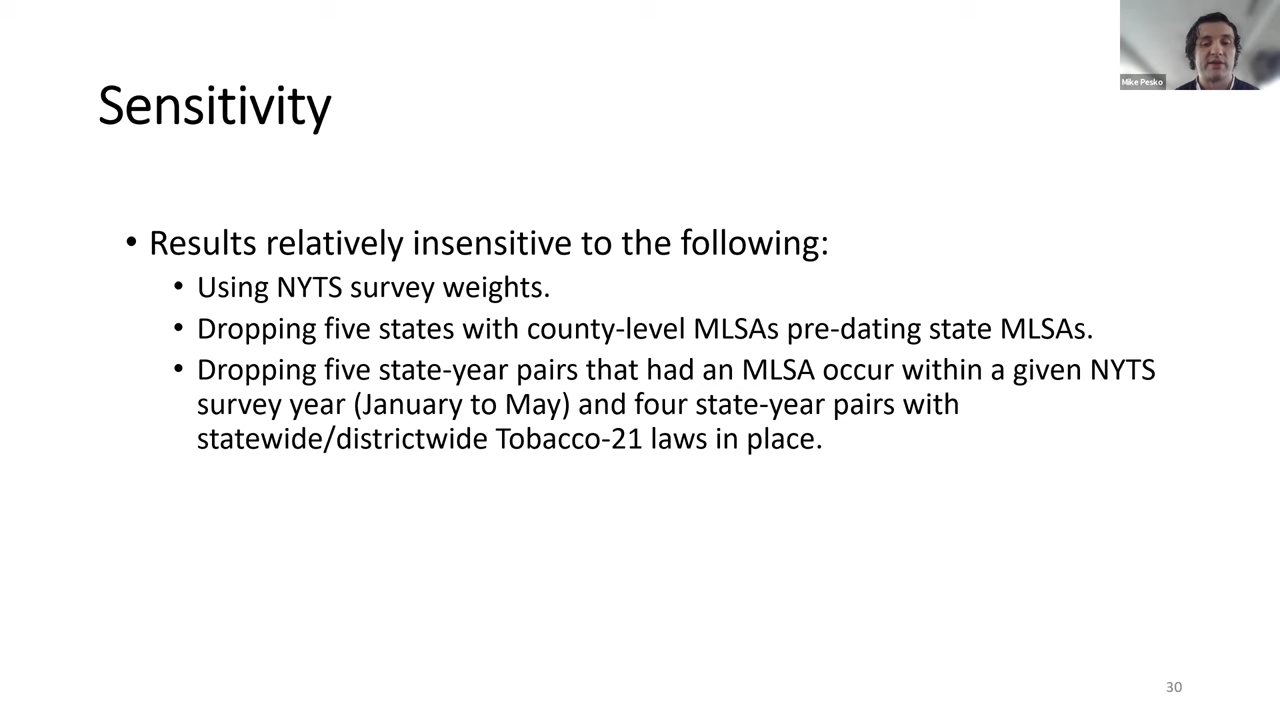 Mike Pesko
Sensitivity
• Results relatively insensitive to the following:
• Using NYTS survey weights.
• Dropping five states with county-level MLSAs pre-dating state MLSAs.
• Dropping five state-year pairs that had an MLSA occur within a given NYTS
survey year (January to May) and four state-year pairs with
statewide/districtwide Tobacco-21 laws in place.
30